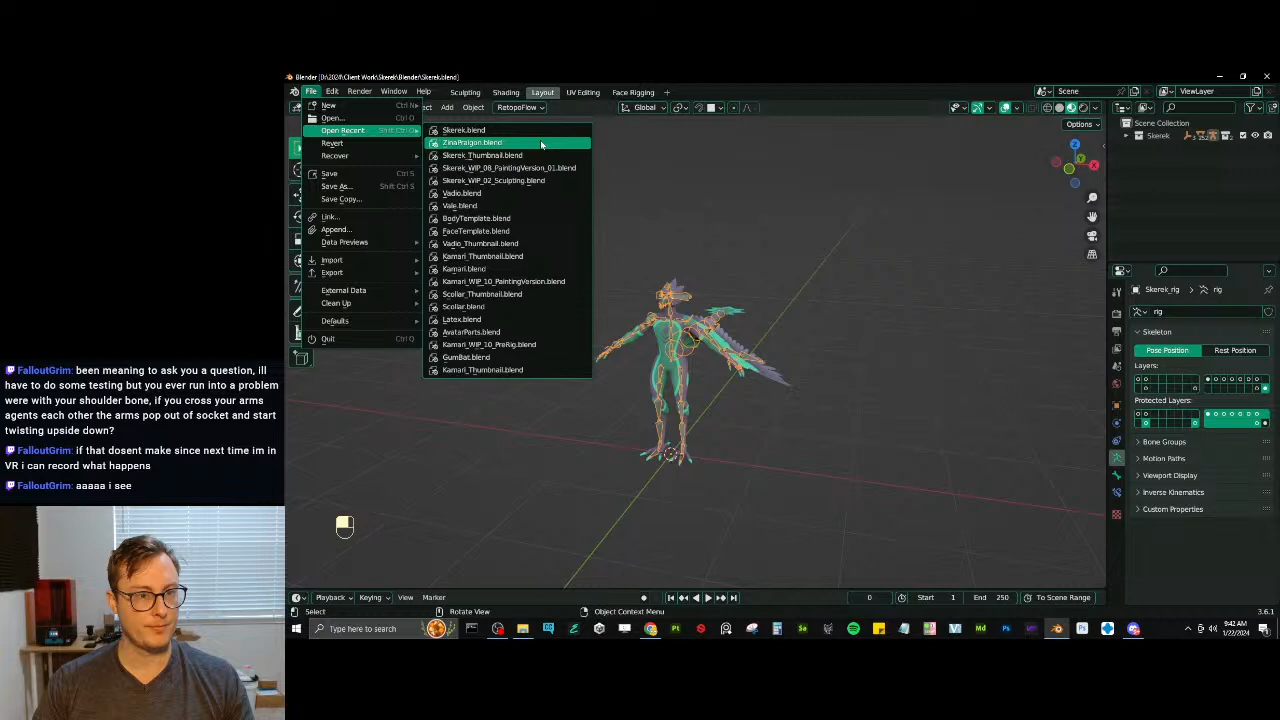 Blender [D:\2024\Client Work\Skerek\Blender\Skerek.blend]
File Edit Render Window Help Sculpting Shading Layout UV Editing Face Rigging Scene ViewLayer
ect Add Object RetopoFlow Global
Options
New Ctrl N
Open... Ctrl O
Open Recent Shift Ctrl O
Revert
Recover
Save Ctrl S
Save As... Shift Ctrl S
Save Copy...
Link...
Append...
Data Previews
Import
Export
External Data
Clean Up
Defaults
Quit Ctrl Q
Skerek.blend
ZinaPraigon.blend
Skerek_Thumbnail.blend
Skerek_WIP_08_PaintingVersion_01.blend
Skerek_WIP_02_Sculpting.blend
Vadio.blend
Vale.blend
BodyTemplate.blend
FaceTemplate.blend
Vadio_Thumbnail.blend
Kamari_Thumbnail.blend
Kamari.blend
Kamari_WIP_10_PaintingVersion.blend
Scollar_Thumbnail.blend
Scollar.blend
Latex.blend
AvatarParts.blend
Kamari_WIP_10_PreRig.blend
GumBat.blend
Kamari_Thumbnail.blend
Z
Y
X
Scene Collection
Skerek
Skerek_rig > rig
rig
Skeleton
Pose Position Rest Position
Layers:
Protected Layers:
Bone Groups
Motion Paths
Viewport Display
Inverse Kinematics
Custom Properties
FalloutGrim: been meaning to ask you a question, ill
have to do some testing but you ever run into a problem
were with your shoulder bone, if you cross your arms
agents each other the arms pop out of socket and start
twisting upside down?
FalloutGrim: if that dosent make since next time im in
VR i can record what happens
FalloutGrim: aaaaa i see
Playback Keying View Marker 0 Start 1 End 250 To Scene Range
Select Rotate View Object Context Menu 3.6.1
Type here to search
9:42 AM
1/22/2024